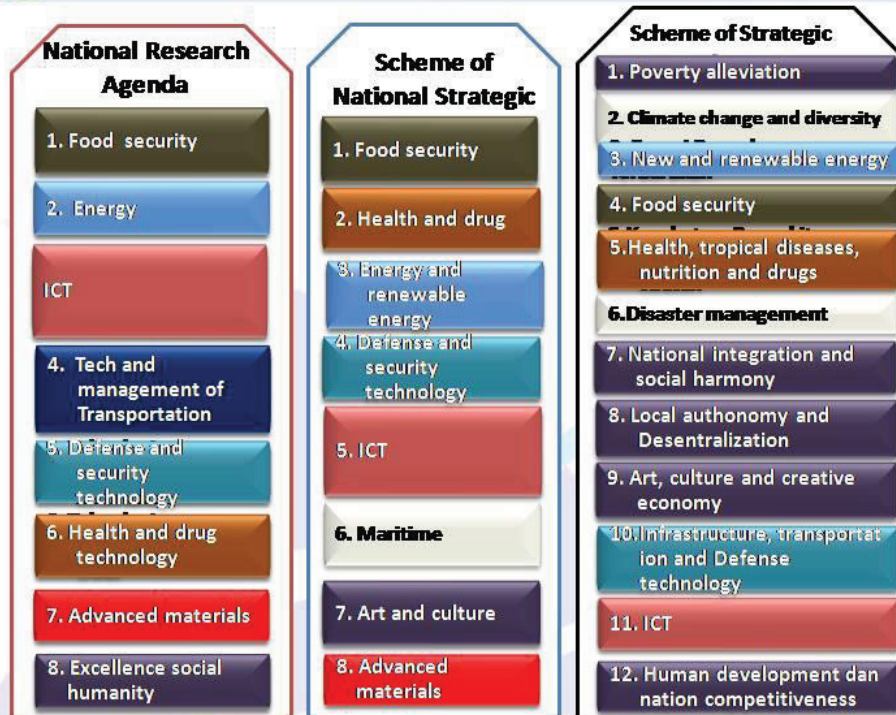 National Research
Agenda
1. Food security
2. Energy
ICT
4. Tech and
management of
Transportation
5. Defense and
security
technology
6. Health and drug
technology
7. Advanced materials
8. Excellence social
humanity
Scheme of
National Strategic
1. Food security
2. Health and drug
3. Energy and
renewable
energy
4. Defense and
security
technology
5. ICT
6. Maritime
7. Art and culture
8. Advanced
materials
Scheme of Strategic
1. Poverty alleviation
2. Climate change and diversity
3. New and renewable energy
4. Food security
5.Health, tropical diseases,
nutrition and drugs
6.Disaster management
7. National integration and
social harmony
8. Local authonomy and
Desentralization
9. Art, culture and creative
economy
10.Infrastructure, transportat
ion and Defense
technology
11. ICT
12. Human development dan
nation competitiveness